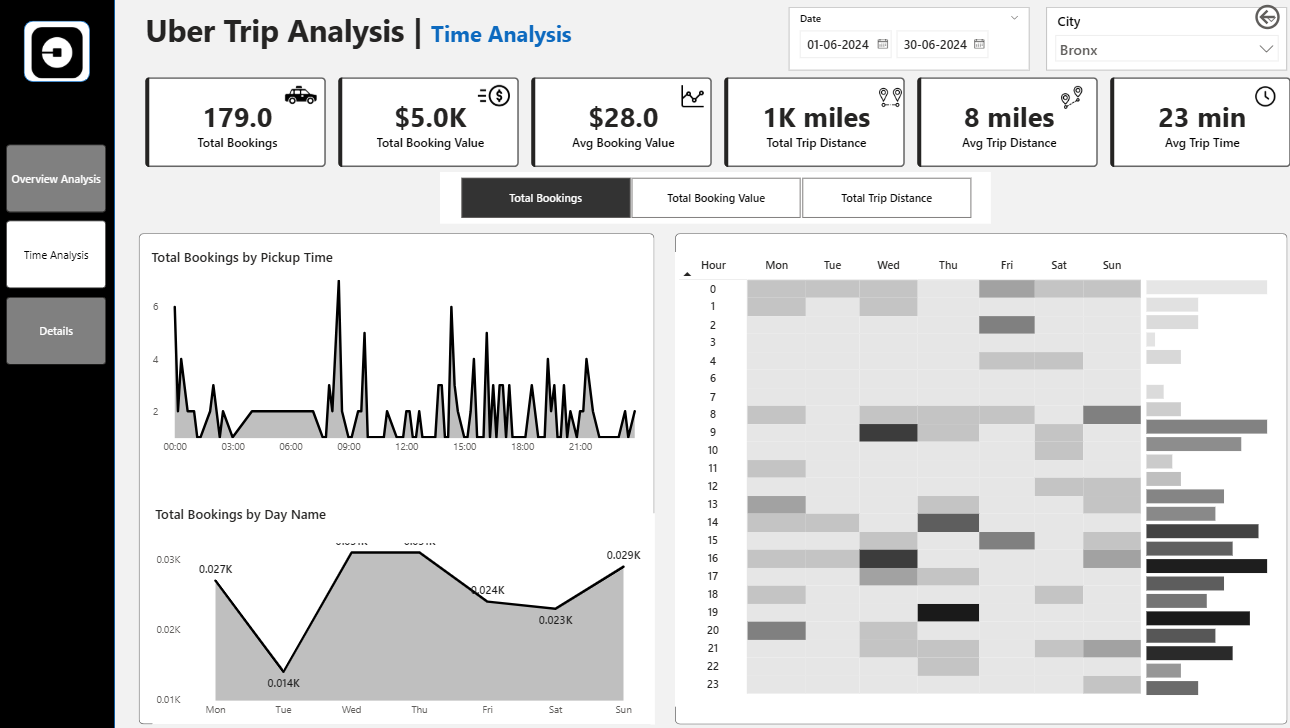 Uber Trip Analysis | Time Analysis
Date
01-06-2024 30-06-2024
City
Bronx
179.0
Total Bookings
$5.0K
Total Booking Value
$28.0
Avg Booking Value
1K miles
Total Trip Distance
8 miles
Avg Trip Distance
23 min
Avg Trip Time
Overview Analysis
Time Analysis
Details
Total Bookings Total Booking Value Total Trip Distance
Total Bookings by Pickup Time
6
4
2
00:00 03:00 06:00 09:00 12:00 15:00 18:00 21:00
Total Bookings by Day Name
0.03K
0.02K
0.01K
0.027K
0.014K
0.024K
0.023K
0.029K
Mon Tue Wed Thu Fri Sat Sun
Hour Mon Tue Wed Thu Fri Sat Sun
0
1
2
3
4
6
7
8
9
10
11
12
13
14
15
16
17
18
19
20
21
22
23